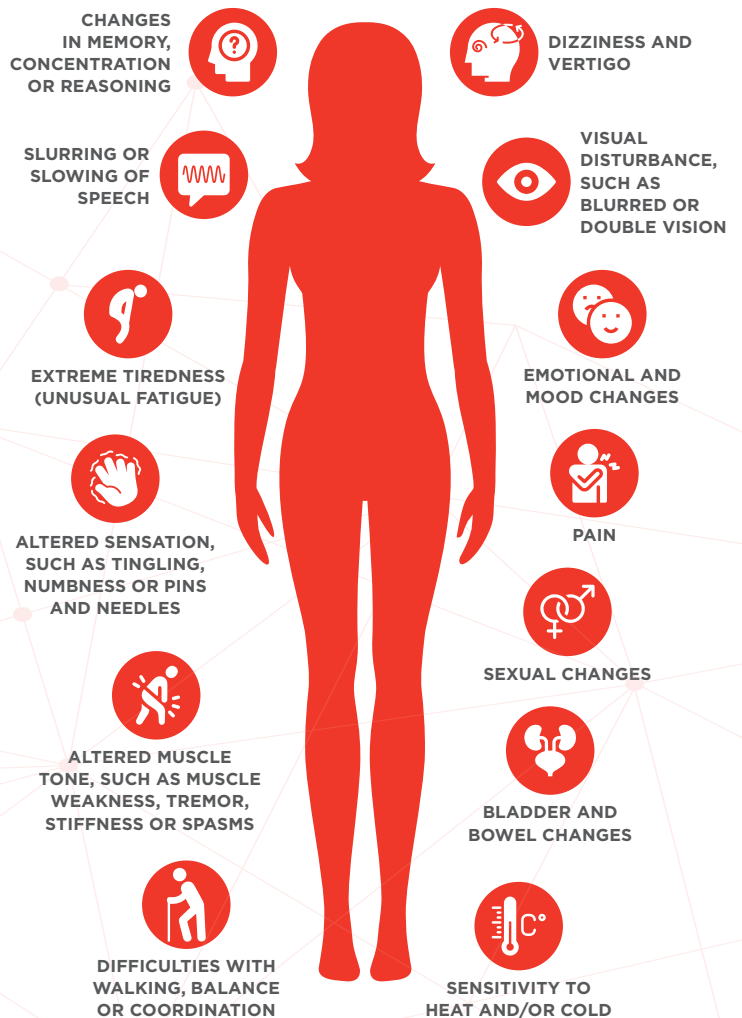 CHANGES
IN MEMORY,
CONCENTRATION
OR REASONING
?
DIZZINESS AND
VERTIGO
SLURRING OR
SLOWING OF
SPEECH
VISUAL
DISTURBANCE,
SUCH AS
BLURRED OR
DOUBLE VISION
EXTREME TIREDNESS
(UNUSUAL FATIGUE)
EMOTIONAL AND
MOOD CHANGES
ALTERED SENSATION,
SUCH AS TINGLING,
NUMBNESS OR PINS
AND NEEDLES
PAIN
SEXUAL CHANGES
ALTERED MUSCLE
TONE, SUCH AS MUSCLE
WEAKNESS, TREMOR,
STIFFNESS OR SPASMS
BLADDER AND
BOWEL CHANGES
DIFFICULTIES WITH
WALKING, BALANCE
OR COORDINATION
C°
SENSITIVITY TO
HEAT AND/OR COLD